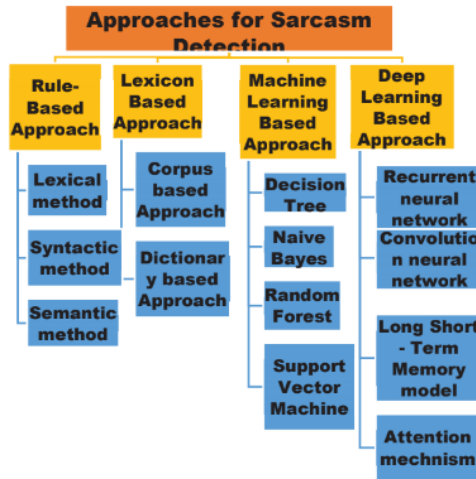 Approaches for Sarcasm
Detection
Rule-
Based
Approach
Lexical
method
Syntactic
method
Semantic
method
Lexicon
Based
Approach
Corpus
based
Approach
Dictionar
y based
Approach
Machine
Learning
Based
Approach
Decision
Tree
Naive
Bayes
Random
Forest
Support
Vector
Machine
Deep
Learning
Based
Approach
Recurrent
neural
network
Convolutio
n neural
network
Long Short
- Term
Memory
model
Attention
mechnism